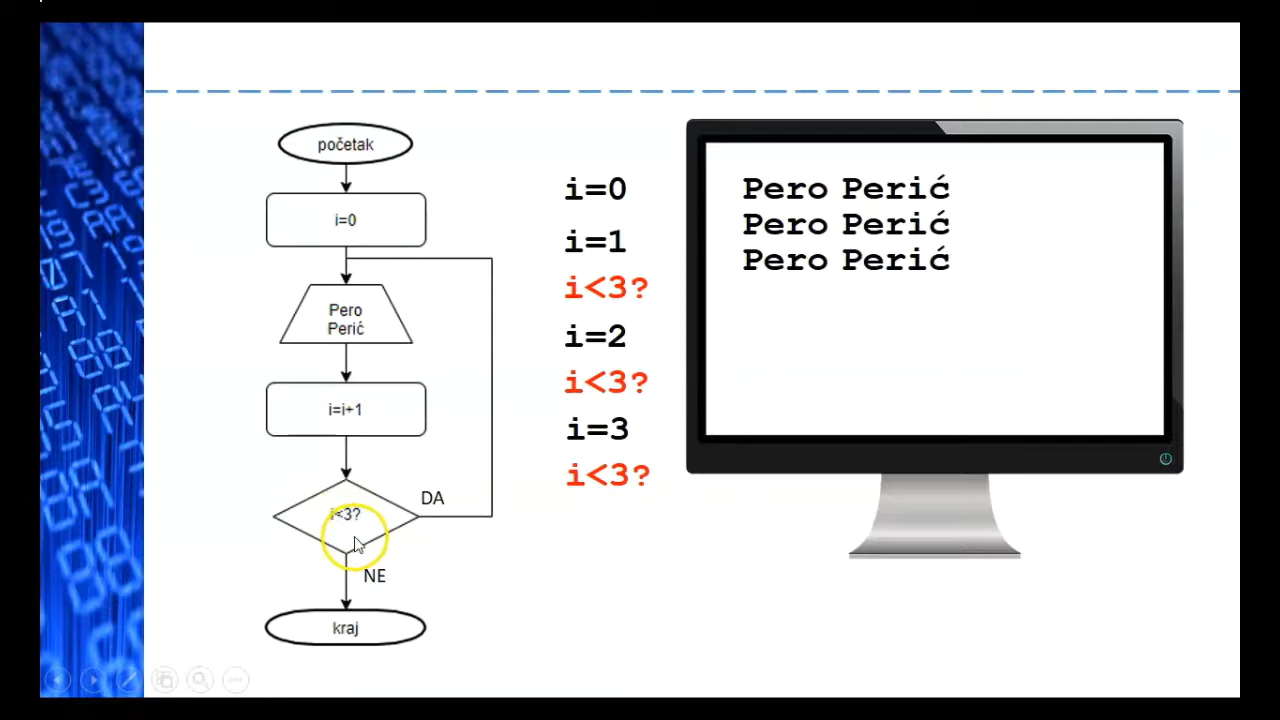 početak
i=0
Pero
Perić
i=i+1
i<3?
DA
NE
kraj
i=0
i=1
i<3?
i=2
i<3?
i=3
i<3?
Pero Perić
Pero Perić
Pero Perić